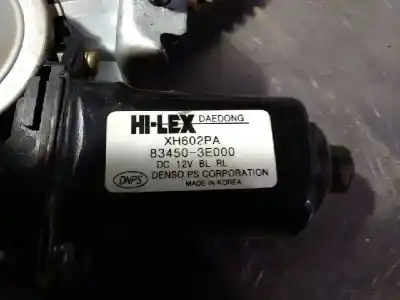 HI-LEX DAEDONG
XH602PA
83450-3E000
DC 12V BL RL
DENSO PS CORPORATION
DNPS MADE IN KOREA